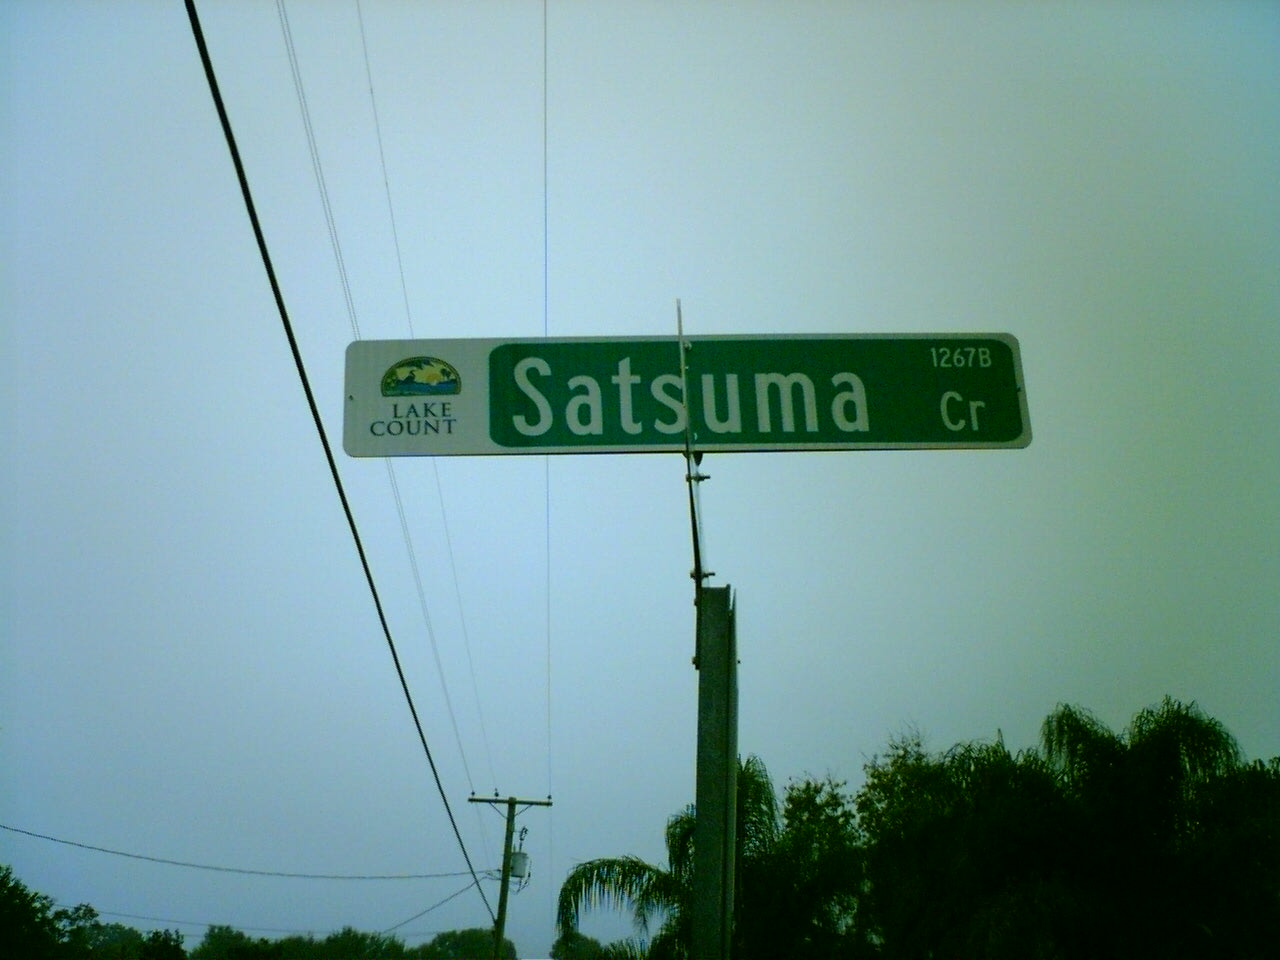 LAKE
COUNT
Satsuma
1267B
Cr